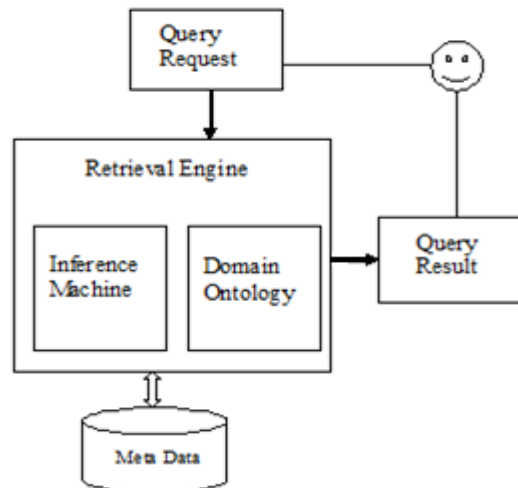 Query
Request
Retrieval Engine
Inference
Machine
Domain
Ontology
Query
Result
Meta Data